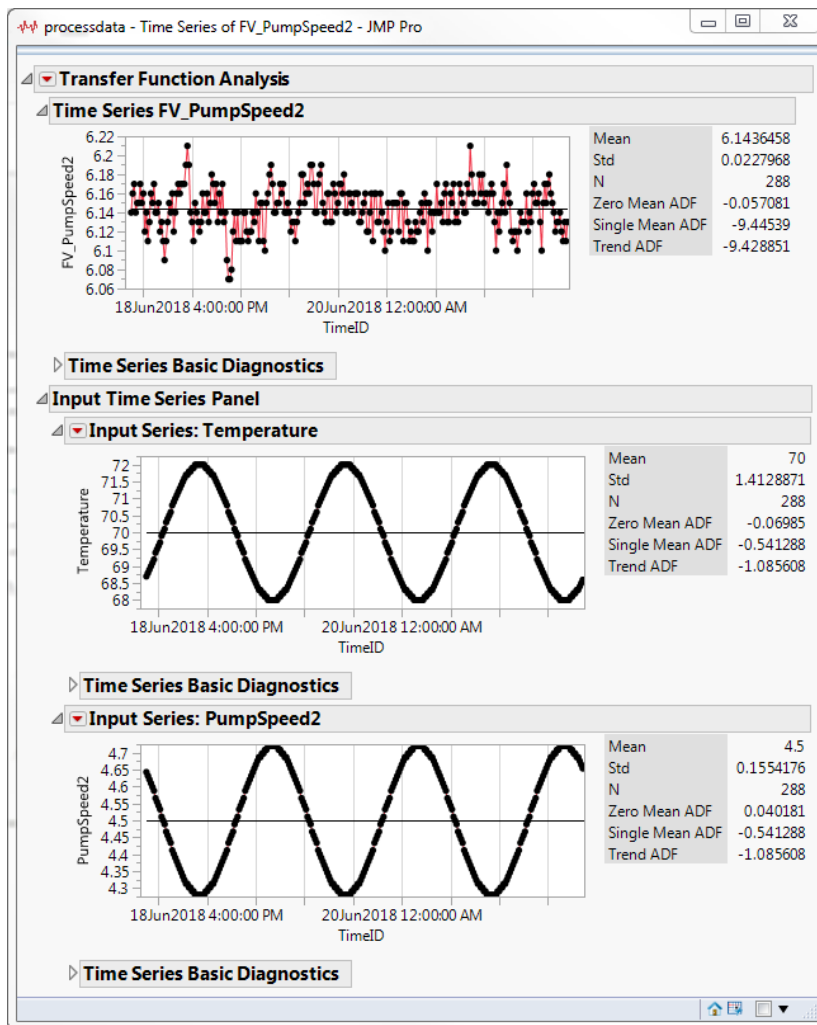 processdata - Time Series of FV_PumpSpeed2 - JMP Pro
Transfer Function Analysis
Time Series FV_PumpSpeed2
6.22
6.2
6.18
6.16
6.14
6.12
6.1
6.08
6.06
FV_PumpSpeed2
18Jun2018 4:00:00 PM
20Jun2018 12:00:00 AM
TimeID
Mean 6.1436458
Std 0.0227968
N 288
Zero Mean ADF -0.057081
Single Mean ADF -9.44539
Trend ADF -9.428851
Time Series Basic Diagnostics
Input Time Series Panel
Input Series: Temperature
72
71.5
71
70.5
70
69.5
69
68.5
68
Temperature
18Jun2018 4:00:00 PM
20Jun2018 12:00:00 AM
TimeID
Mean 70
Std 1.4128871
N 288
Zero Mean ADF -0.06985
Single Mean ADF -0.541288
Trend ADF -1.085608
Time Series Basic Diagnostics
Input Series: PumpSpeed2
4.7
4.65
4.6
4.55
4.5
4.45
4.4
4.35
4.3
PumpSpeed2
18Jun2018 4:00:00 PM
20Jun2018 12:00:00 AM
TimeID
Mean 4.5
Std 0.1554176
N 288
Zero Mean ADF 0.040181
Single Mean ADF -0.541288
Trend ADF -1.085608
Time Series Basic Diagnostics